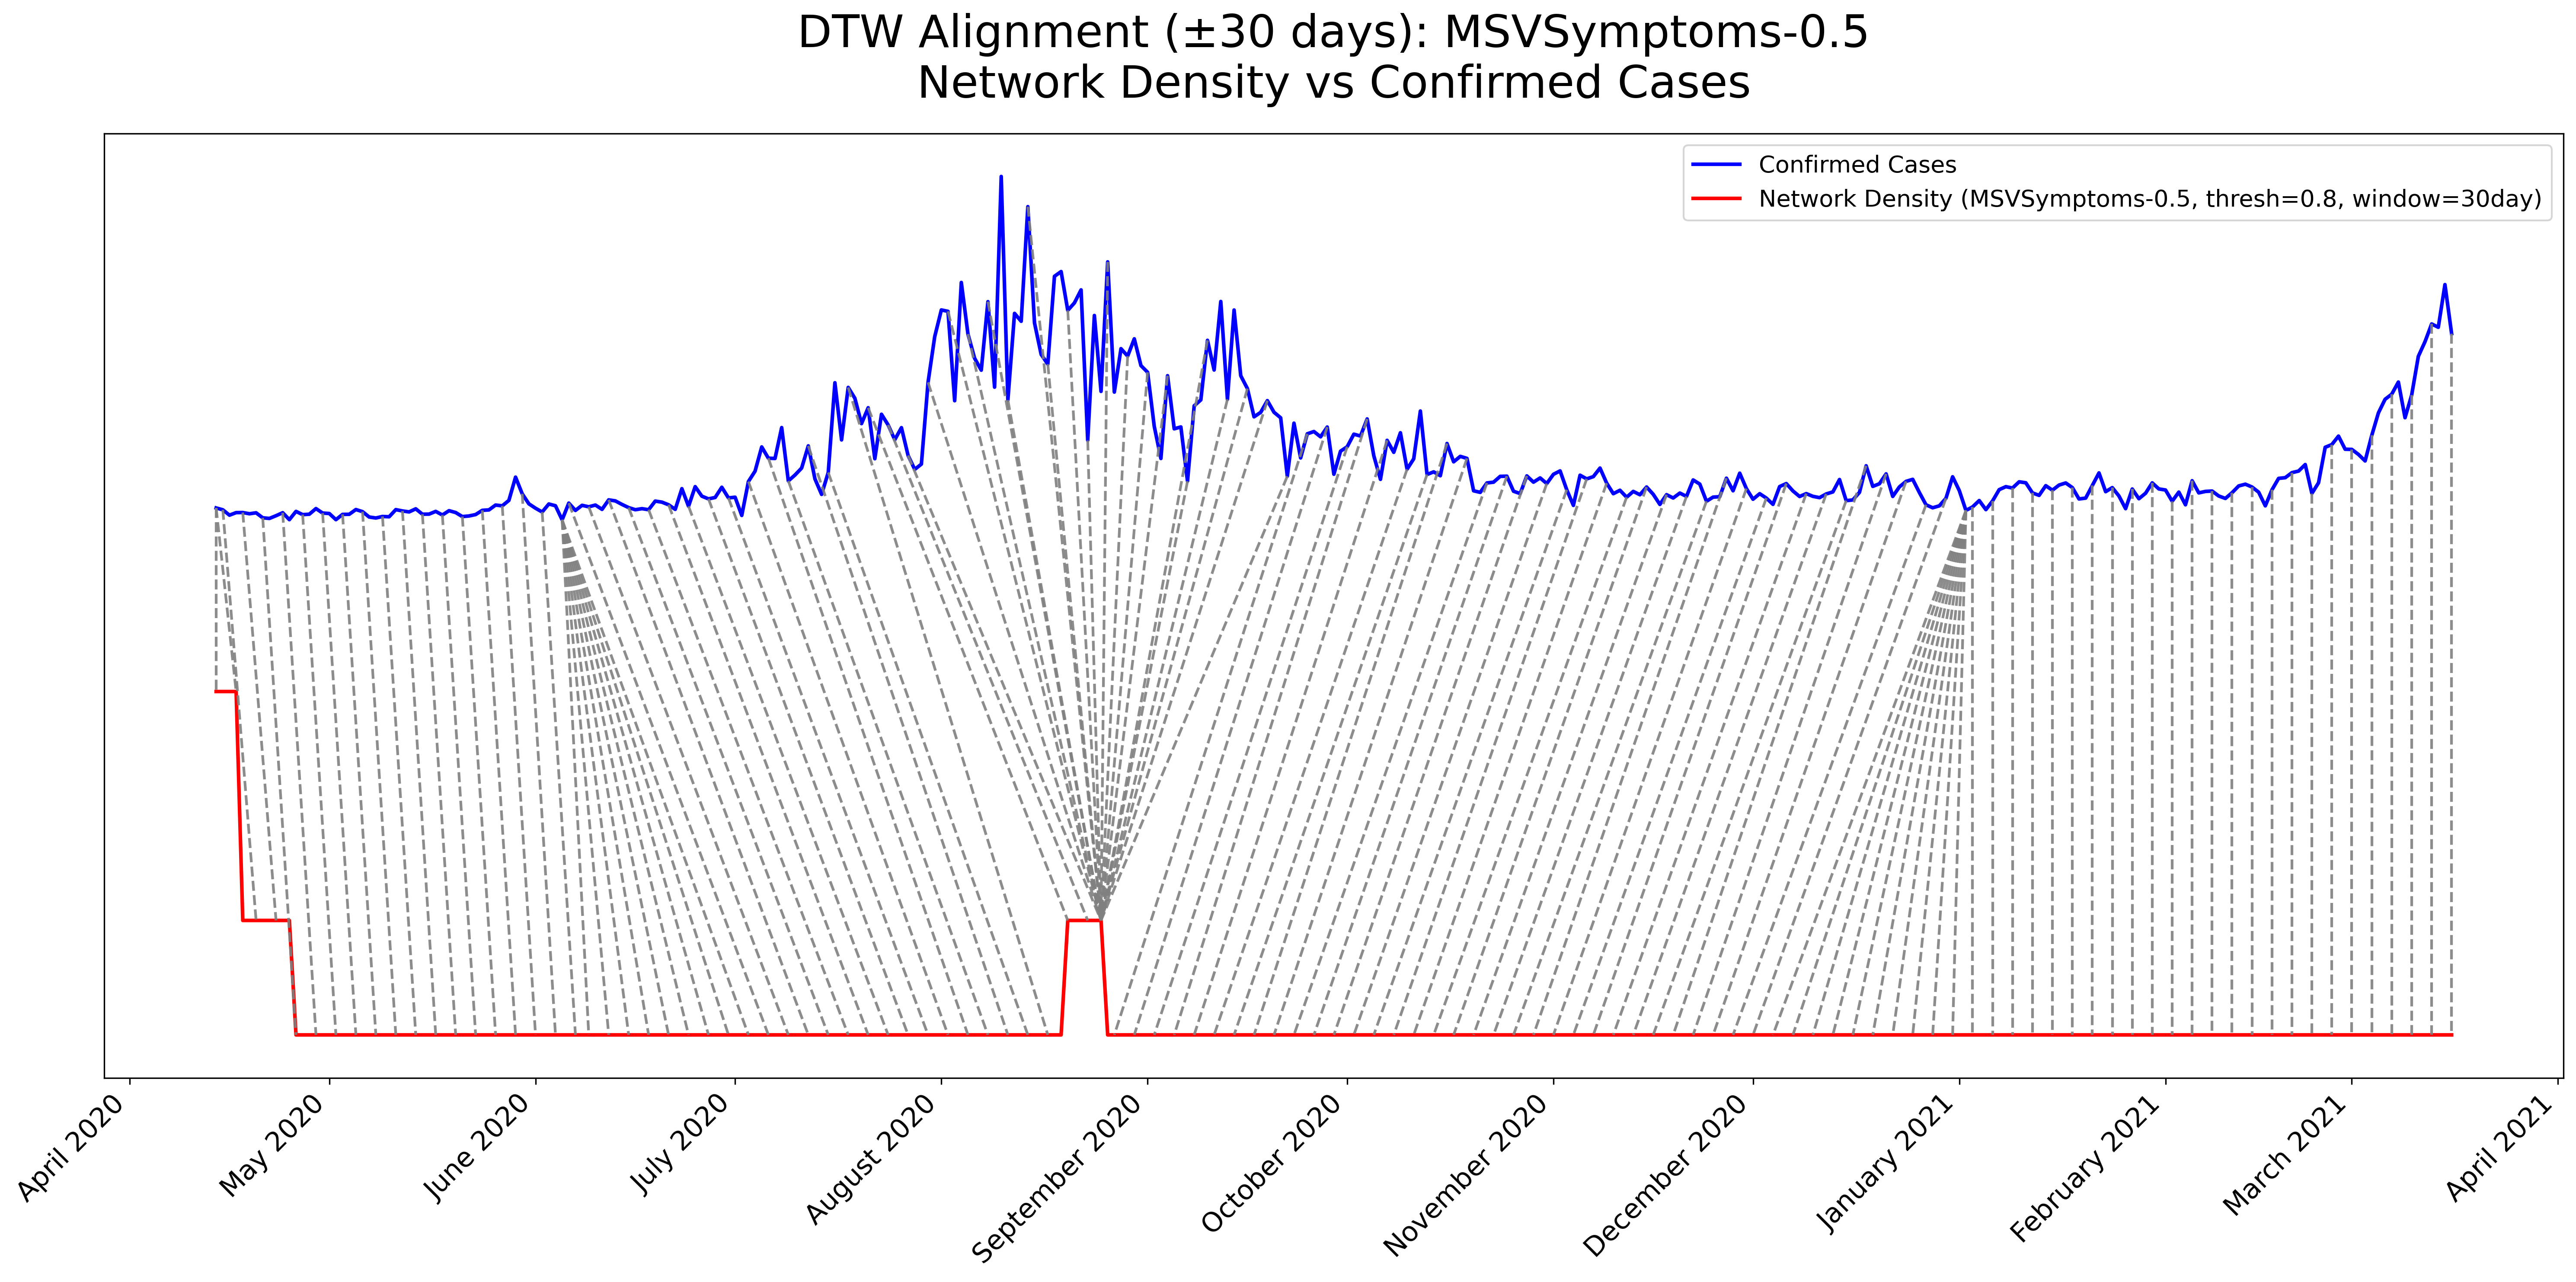 DTW Alignment (±30 days): MSVSymptoms-0.5
Network Density vs Confirmed Cases
Confirmed Cases
Network Density (MSVSymptoms-0.5, thresh=0.8, window=30day)
April 2020
May 2020
June 2020
July 2020
August 2020
September 2020
October 2020
November 2020
December 2020
January 2021
February 2021
March 2021
April 2021